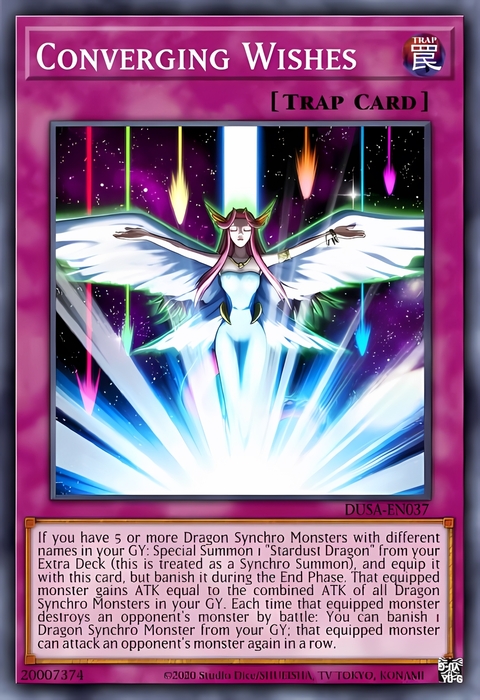 CONVERGING WISHES
TRAP
罠
[TRAP CARD]
DUSA-EN037
If you have 5 or more Dragon Synchro Monsters with different
names in your GY: Special Summon 1 "Stardust Dragon" from your
Extra Deck (this is treated as a Synchro Summon), and equip it
with this card, but banish it during the End Phase. That equipped
monster gains ATK equal to the combined ATK of all Dragon
Synchro Monsters in your GY. Each time that equipped monster
destroys an opponent's monster by battle: You can banish 1
Dragon Synchro Monster from your GY; that equipped monster
can attack an opponent's monster again in a row.
20007374
©2020 Studio Dice/SHUEISHA, TV TOKYO, KONAMI